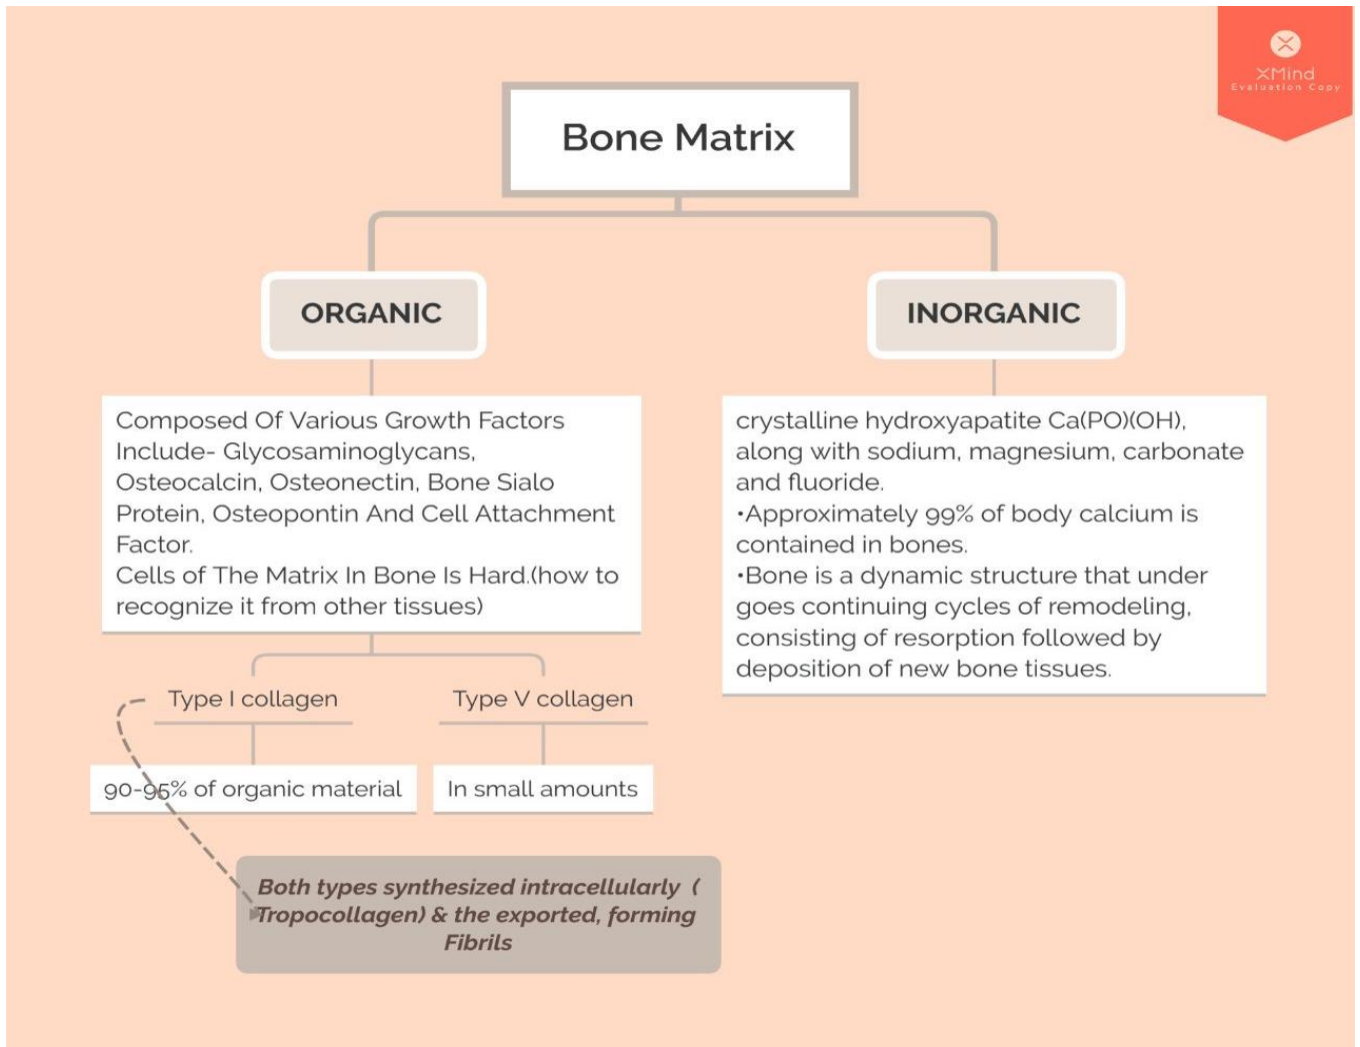 XMind
Evaluation Copy
Bone Matrix
ORGANIC
INORGANIC
Composed Of Various Growth Factors
Include- Glycosaminoglycans,
Osteocalcin, Osteonectin, Bone Sialo
Protein, Osteopontin And Cell Attachment
Factor.
Cells of The Matrix In Bone Is Hard.(how to
recognize it from other tissues)
crystalline hydroxyapatite Ca(PO)(OH),
along with sodium, magnesium, carbonate
and fluoride.
•Approximately 99% of body calcium is
contained in bones.
•Bone is a dynamic structure that under
goes continuing cycles of remodeling,
consisting of resorption followed by
deposition of new bone tissues.
Type I collagen
Type V collagen
90-95% of organic material
In small amounts
Both types synthesized intracellularly (
Tropocollagen) & the exported, forming
Fibrils